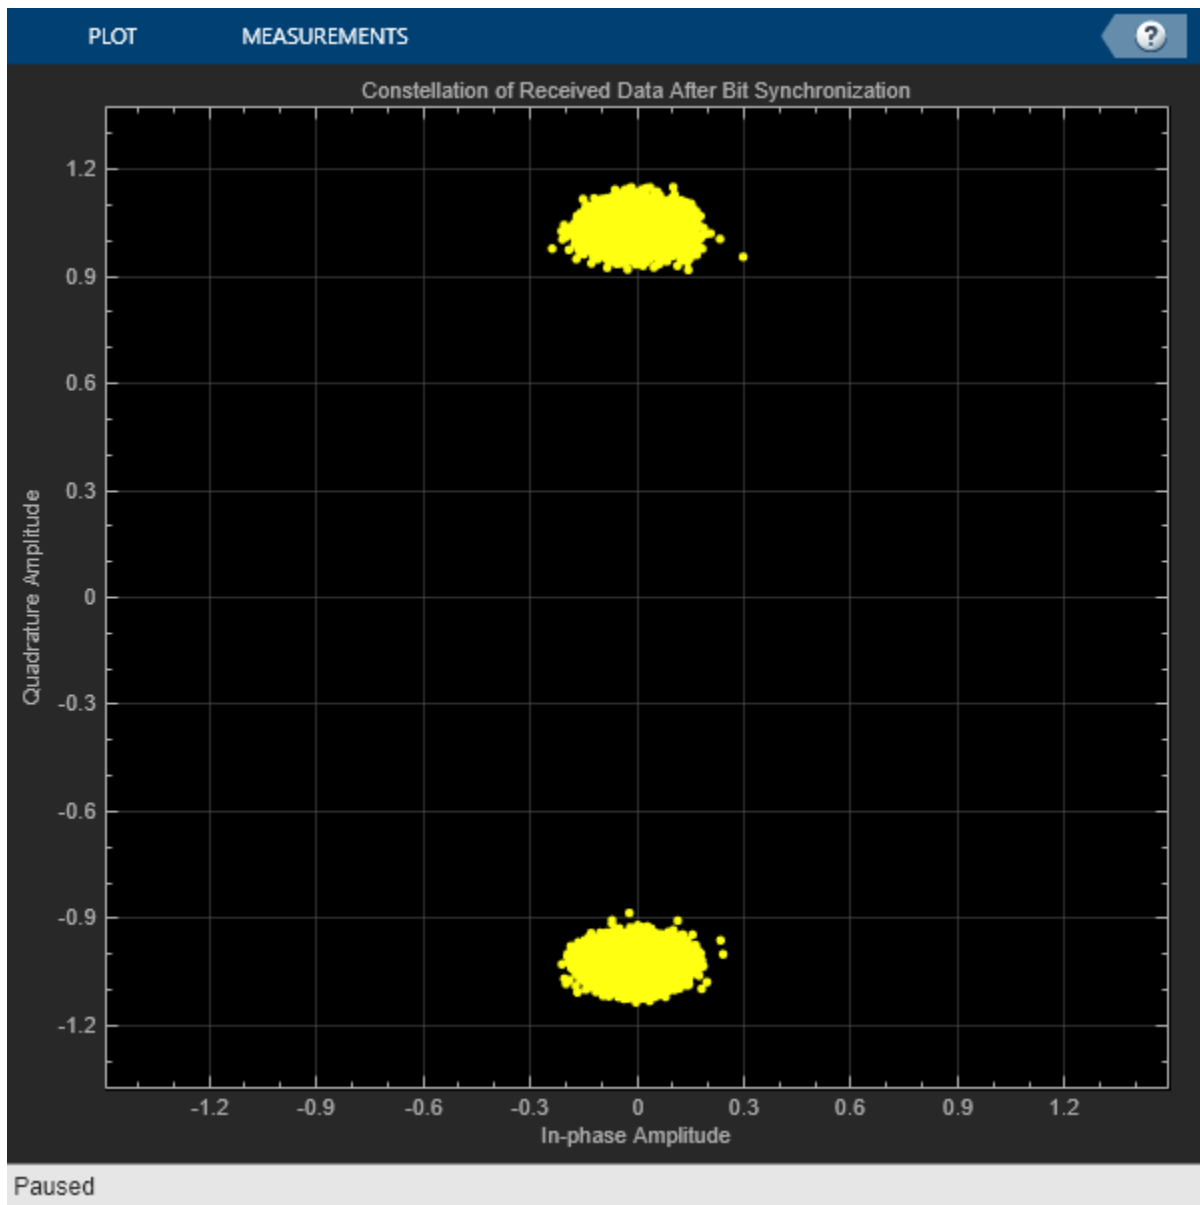 PLOT MEASUREMENTS ?
Constellation of Received Data After Bit Synchronization
1.2
0.9
0.6
0.3
0
-0.3
-0.6
-0.9
-1.2
Quadrature Amplitude
-1.2 -0.9 -0.6 -0.3 0 0.3 0.6 0.9 1.2
In-phase Amplitude
Paused